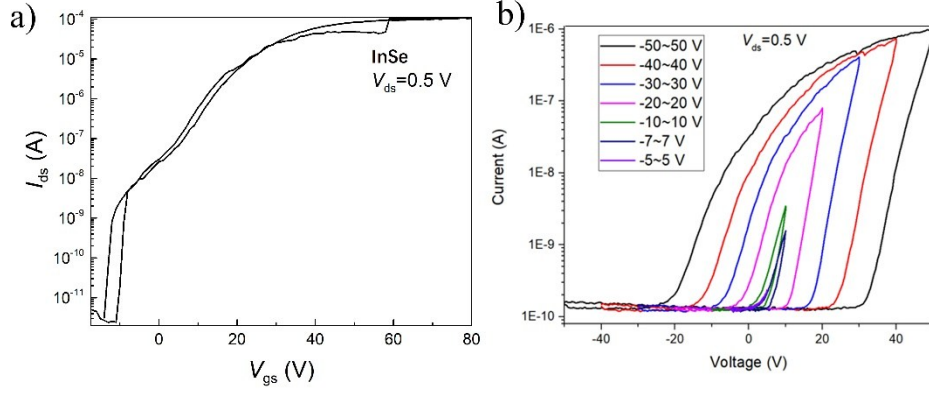 a)
10⁻⁴
10⁻⁵
10⁻⁶
10⁻⁷
10⁻⁸
10⁻⁹
10⁻¹⁰
10⁻¹¹
I_ds (A)
InSe
V_ds=0.5 V
0 20 40 60 80
V_gs (V)
b)
1E-6
1E-7
1E-8
1E-9
1E-10
Current (A)
-50~50 V
-40~40 V
-30~30 V
-20~20 V
-10~10 V
-7~7 V
-5~5 V
V_ds=0.5 V
-40 -20 0 20 40
Voltage (V)